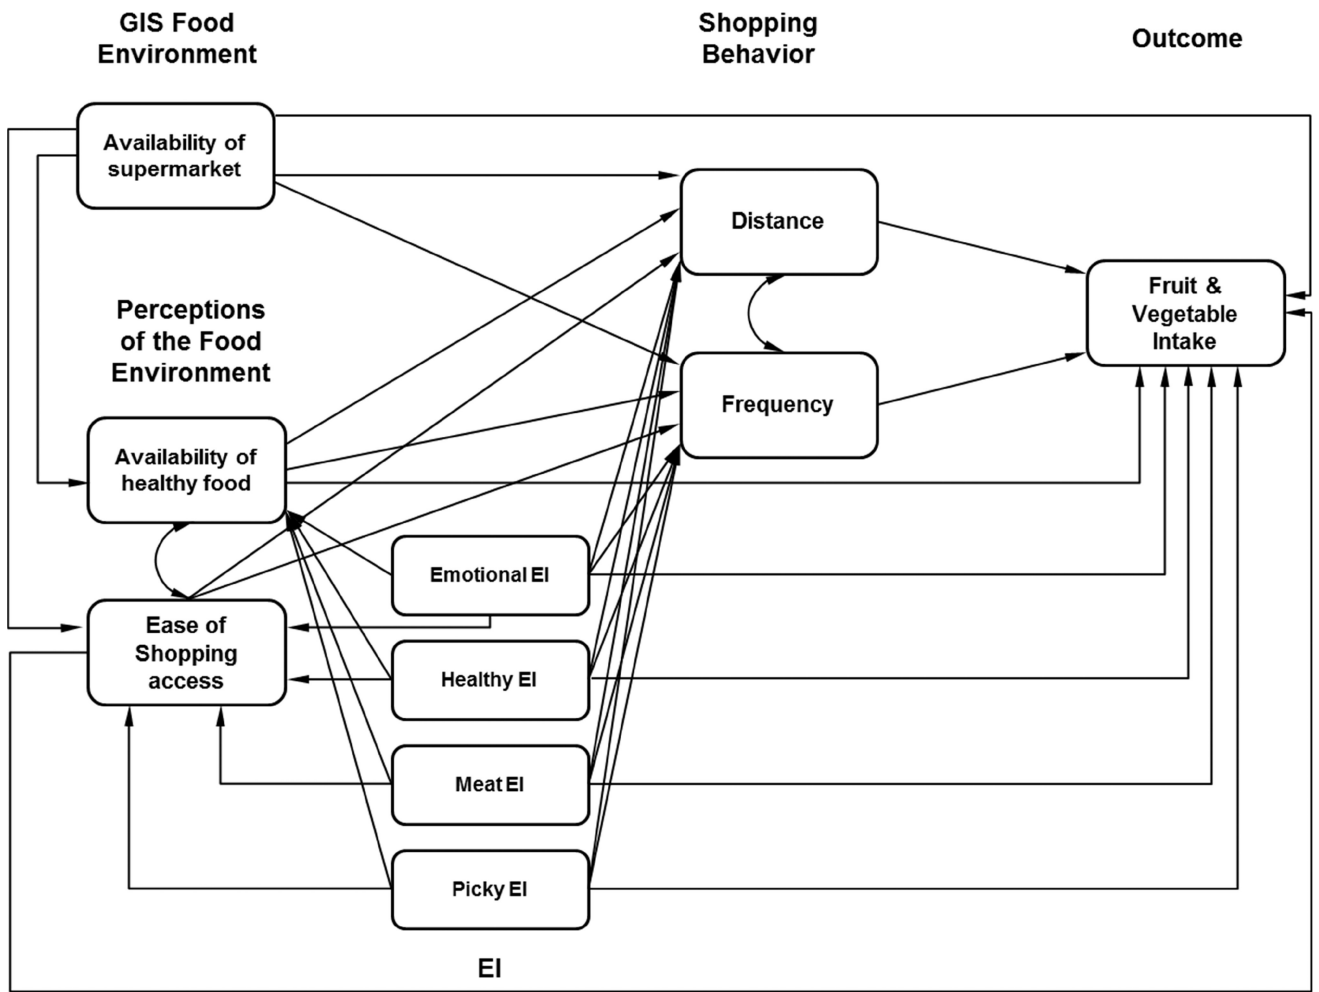 GIS Food
Environment
Shopping
Behavior
Outcome
Availability of
supermarket
Distance
Fruit &
Vegetable
Intake
Perceptions
of the Food
Environment
Frequency
Availability of
healthy food
Emotional EI
Ease of
Shopping
access
Healthy EI
Meat EI
Picky EI
EI